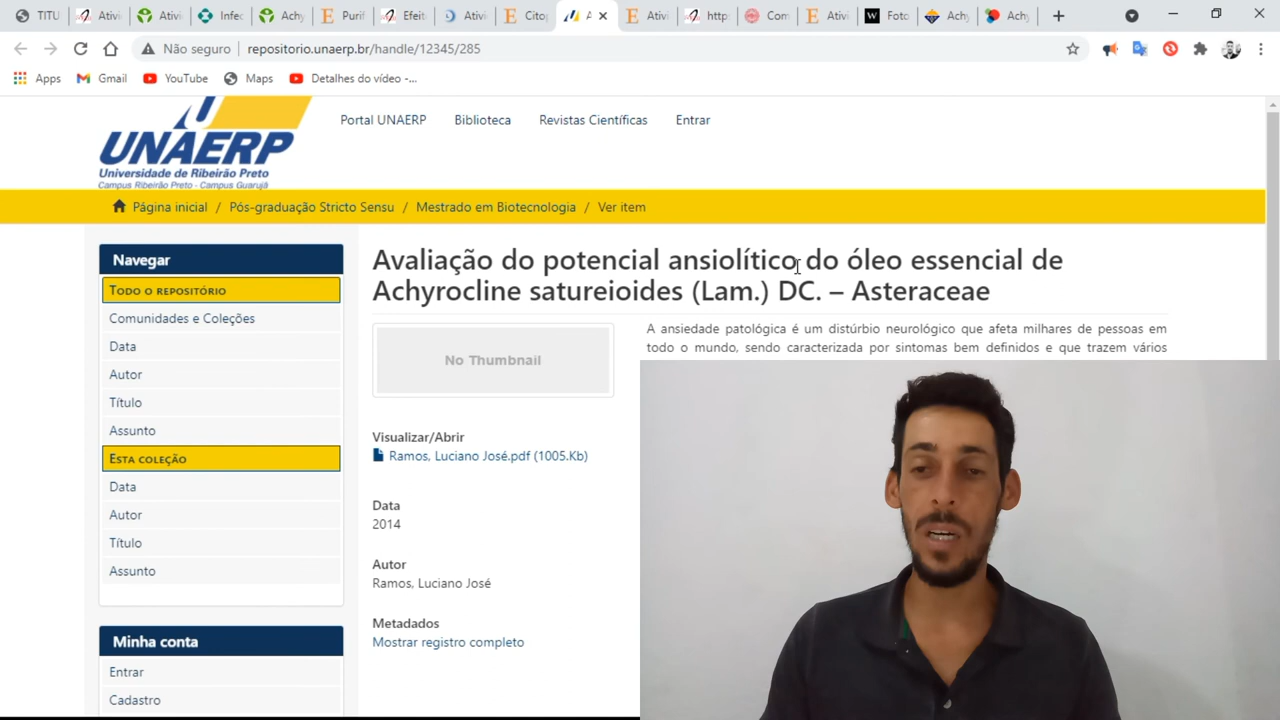 TITU
Ativi
Ativi
Infec
Achy
Purif
Efeit
Ativi
Citop
A
Ativi
http
Com
Ativi
Foto
Achy
Achy
Não seguro
repositorio.unaerp.br/handle/12345/285
Apps
Gmail
YouTube
Maps
Detalhes do vídeo -...
UNAERP
Universidade de Ribeirão Preto
Campus Ribeirão Preto - Campus Guarujá
Portal UNAERP
Biblioteca
Revistas Científicas
Entrar
Página inicial / Pós-graduação Stricto Sensu / Mestrado em Biotecnologia / Ver item
Navegar
Todo o repositório
Comunidades e Coleções
Data
Autor
Título
Assunto
Esta coleção
Data
Autor
Título
Assunto
Minha conta
Entrar
Cadastro
Avaliação do potencial ansiolítico do óleo essencial de
Achyrocline satureioides (Lam.) DC. – Asteraceae
No Thumbnail
Visualizar/Abrir
Ramos, Luciano José.pdf (1005.Kb)
Data
2014
Autor
Ramos, Luciano José
Metadados
Mostrar registro completo
A ansiedade patológica é um distúrbio neurológico que afeta milhares de pessoas em
todo o mundo, sendo caracterizada por sintomas bem definidos e que trazem vários